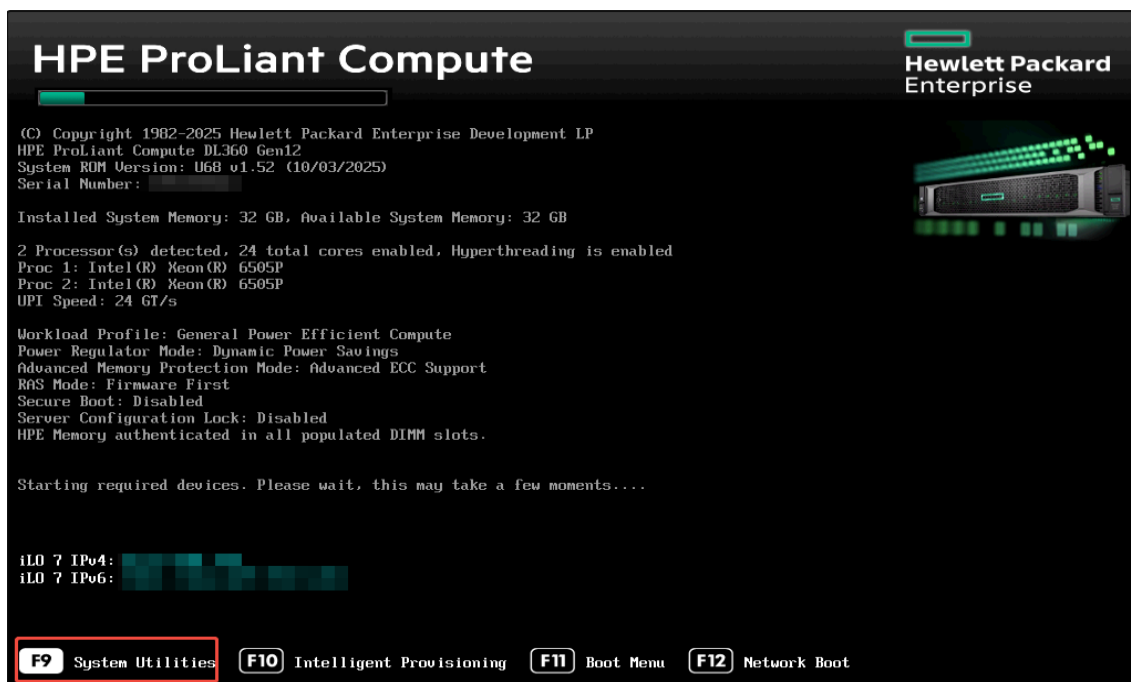 HPE ProLiant Compute
Hewlett Packard
Enterprise
(C) Copyright 1982-2025 Hewlett Packard Enterprise Development LP
HPE ProLiant Compute DL360 Gen12
System ROM Version: U68 v1.52 (10/03/2025)
Serial Number:
Installed System Memory: 32 GB, Available System Memory: 32 GB
2 Processor(s) detected, 24 total cores enabled, Hyperthreading is enabled
Proc 1: Intel(R) Xeon(R) 6505P
Proc 2: Intel(R) Xeon(R) 6505P
UPI Speed: 24 GT/s
Workload Profile: General Power Efficient Compute
Power Regulator Mode: Dynamic Power Savings
Advanced Memory Protection Mode: Advanced ECC Support
RAS Mode: Firmware First
Secure Boot: Disabled
Server Configuration Lock: Disabled
HPE Memory authenticated in all populated DIMM slots.
Starting required devices. Please wait, this may take a few moments....
iLO 7 IPv4:
iLO 7 IPv6:
F9 System Utilities F10 Intelligent Provisioning F11 Boot Menu F12 Network Boot